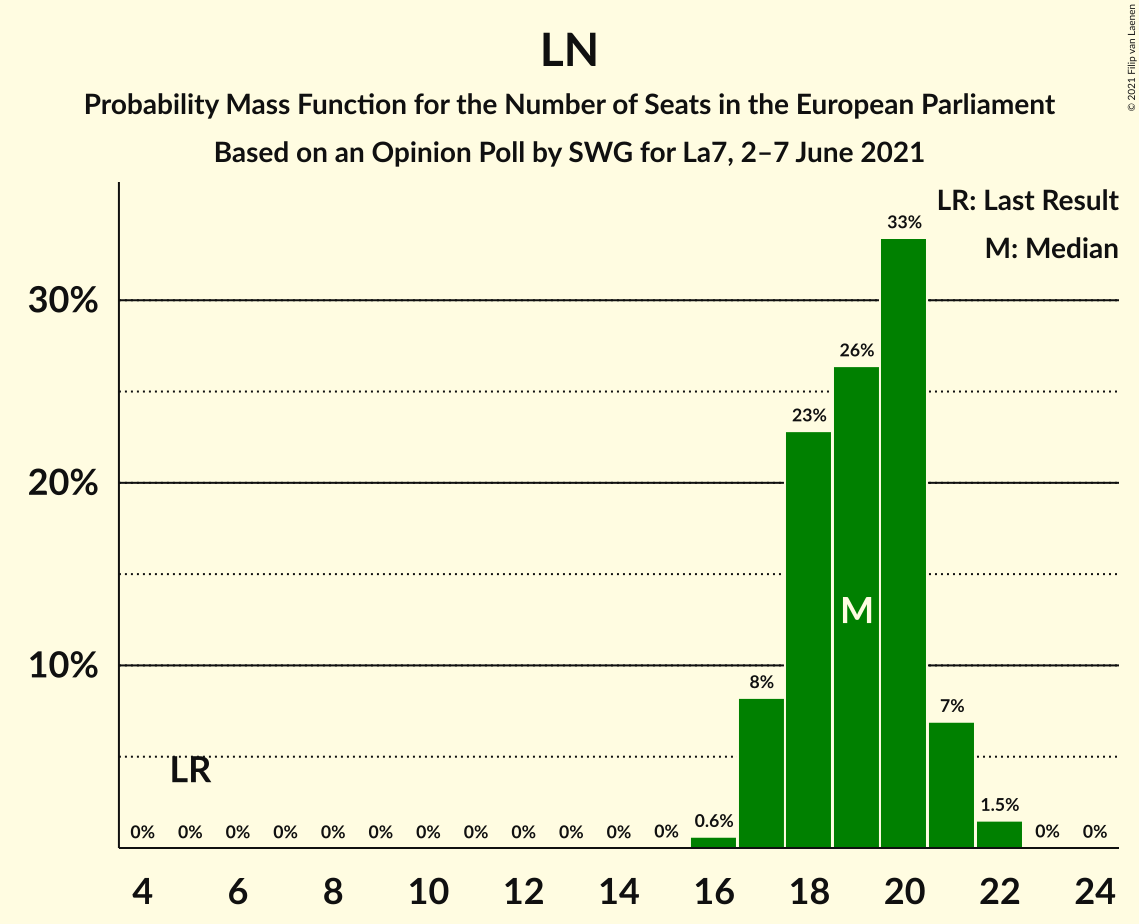 LN
Probability Mass Function for the Number of Seats in the European Parliament
Based on an Opinion Poll by SWG for La7, 2–7 June 2021
© 2021 Filip van Laenen
LR: Last Result
M: Median
30%
20%
10%
0% 0% 0% 0% 0% 0% 0% 0% 0% 0% 0% 0% 0.6% 8% 23% 26% 33% 7% 1.5% 0% 0%
LR
M
4 6 8 10 12 14 16 18 20 22 24